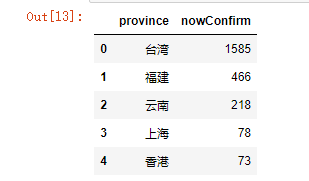 Out[13]:
province nowConfirm
0 台湾 1585
1 福建 466
2 云南 218
3 上海 78
4 香港 73